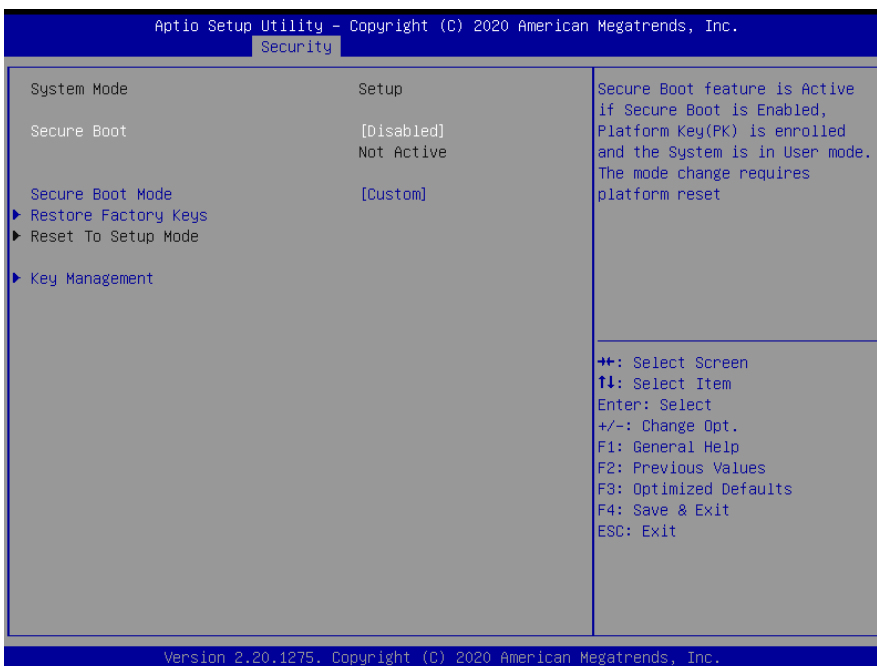 Aptio Setup Utility – Copyright (C) 2020 American Megatrends, Inc.
Security
System Mode Setup
Secure Boot [Disabled]
Not Active
Secure Boot Mode [Custom]
Restore Factory Keys
Reset To Setup Mode
Key Management
Secure Boot feature is Active
if Secure Boot is Enabled,
Platform Key(PK) is enrolled
and the System is in User mode.
The mode change requires
platform reset
→←: Select Screen
↑↓: Select Item
Enter: Select
+/-: Change Opt.
F1: General Help
F2: Previous Values
F3: Optimized Defaults
F4: Save & Exit
ESC: Exit
Version 2.20.1275. Copyright (C) 2020 American Megatrends, Inc.